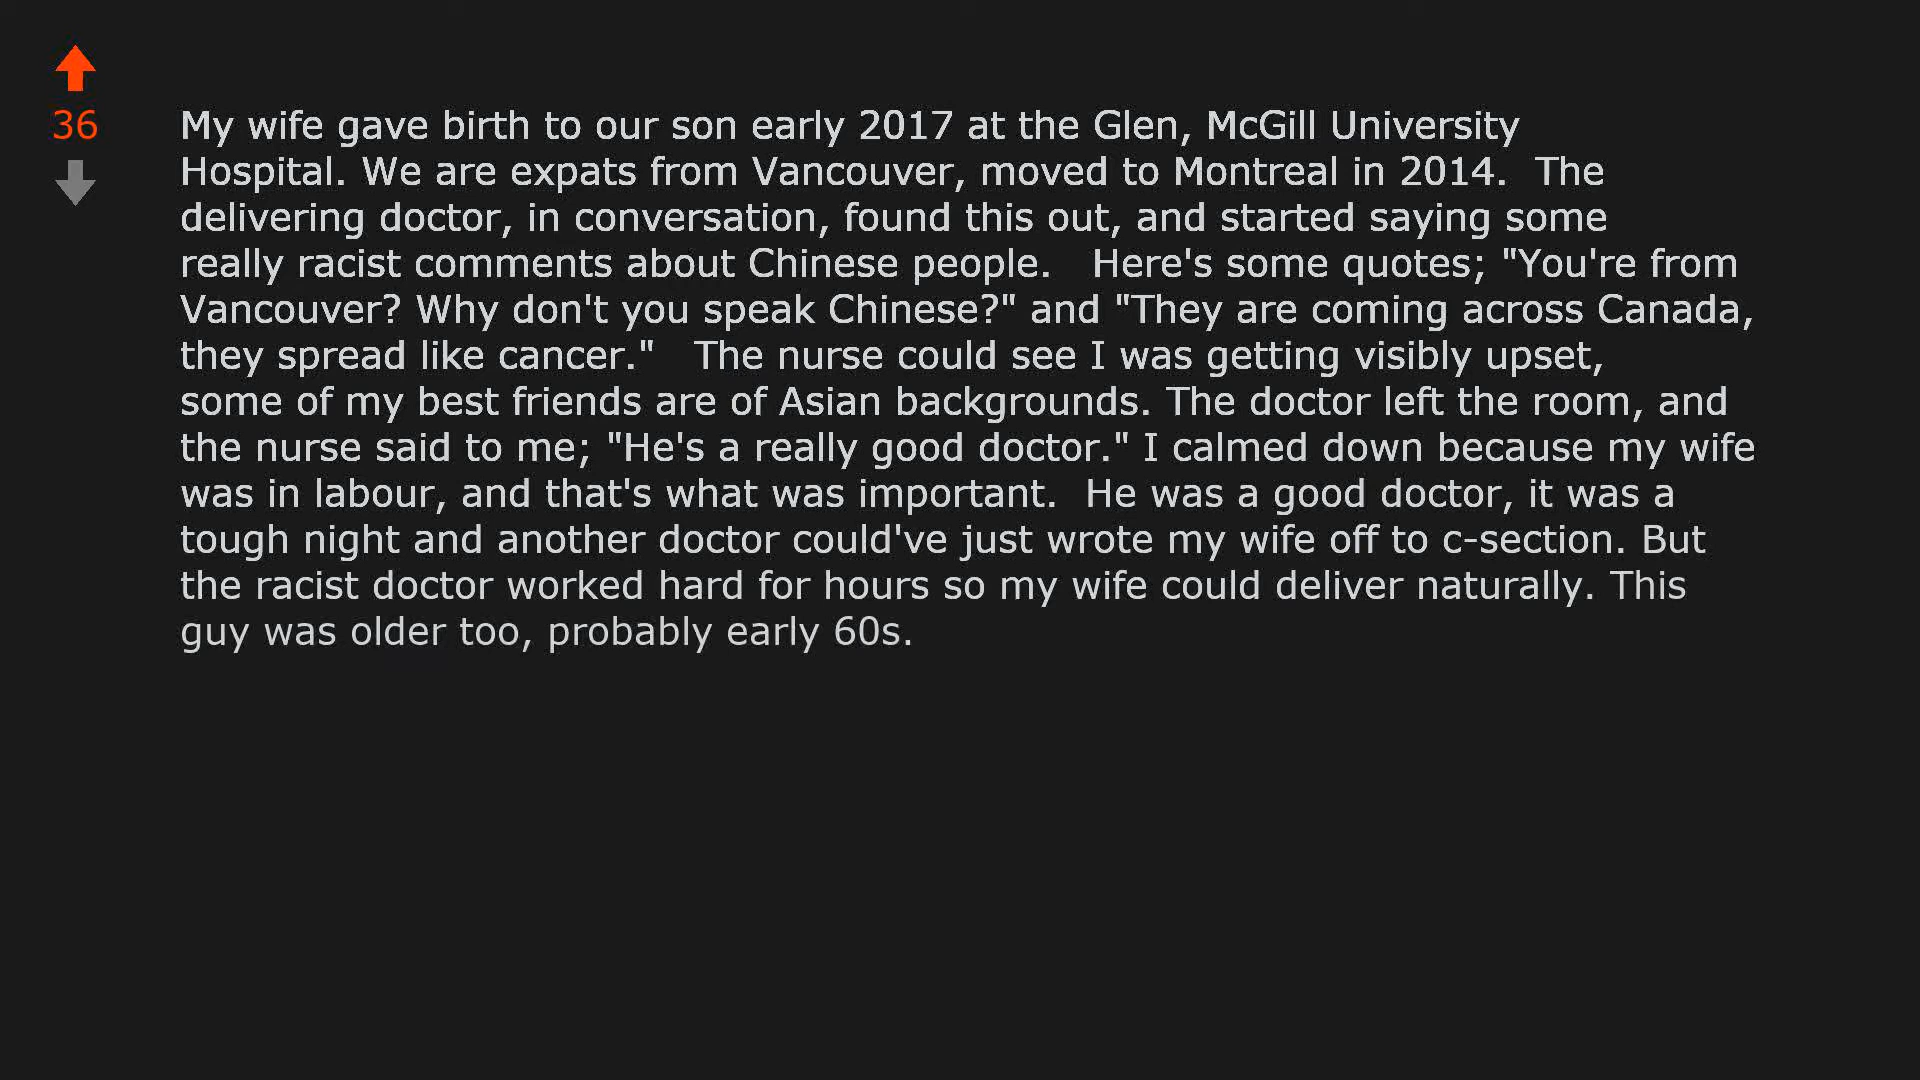 36
My wife gave birth to our son early 2017 at the Glen, McGill University
Hospital. We are expats from Vancouver, moved to Montreal in 2014.  The
delivering doctor, in conversation, found this out, and started saying some
really racist comments about Chinese people.   Here's some quotes; "You're from
Vancouver? Why don't you speak Chinese?" and "They are coming across Canada,
they spread like cancer."   The nurse could see I was getting visibly upset,
some of my best friends are of Asian backgrounds. The doctor left the room, and
the nurse said to me; "He's a really good doctor." I calmed down because my wife
was in labour, and that's what was important.  He was a good doctor, it was a
tough night and another doctor could've just wrote my wife off to c-section. But
the racist doctor worked hard for hours so my wife could deliver naturally. This
guy was older too, probably early 60s.